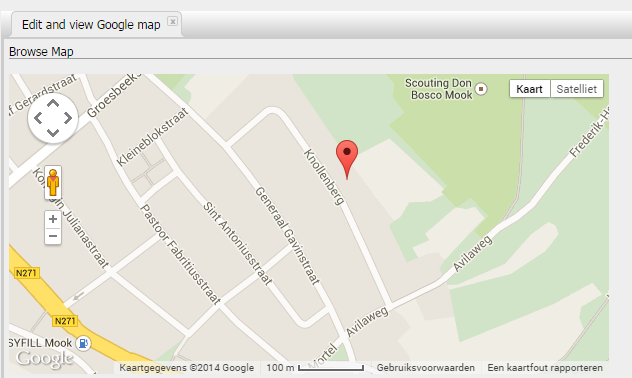 Edit and view Google map x
Browse Map
Scouting Don
Bosco Mook
Kaart Satelliet
Gerardstraat
Groesbeeks
Kleineblokstraat
Knollenberg
Frederik-Ho
Generaal Gavinstraat
Sint Antoniusstraat
Pastoor Fabritiusstraat
Julianastraat
+
−
Avilaweg
N271
N271
Avilaweg
Mortel
SYFILL Mook
Google
Kaartgegevens ©2014 Google 100 m Gebruiksvoorwaarden Een kaartfout rapporteren